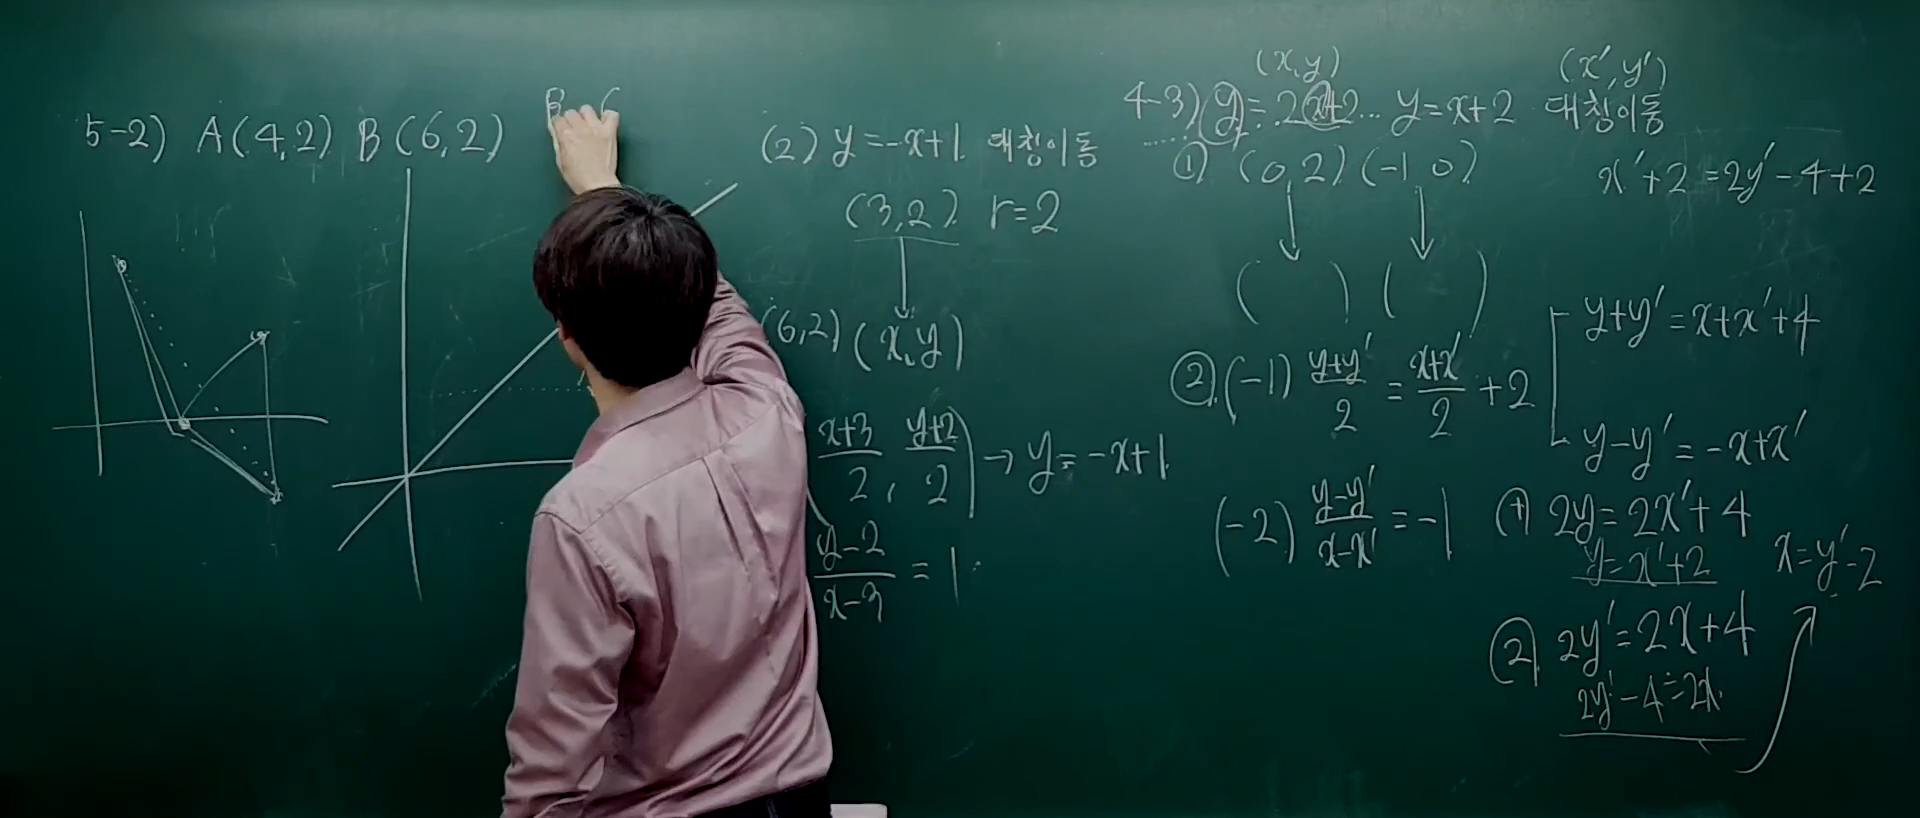 5-2) A(4,2) B(6,2)
(2) y=-x+1 대칭이동
(3,2) r=2
(6,2) (x,y)
x+3/2, y+2/2) → y=-x+1
y-2/x-3 = 1
(x,y) (x',y')
4-3) y=2x+2... y=x+2 대칭이동
① (0,2) (-1,0)
x'+2=2y'-4+2
( ) ( )
②(-1) y+y'/2 = x+x'/2 +2
y+y'=x+x'+4
y-y'=-x+x'
(-2) y-y'/x-x' = -1
(+) 2y=2x'+4
y=x'+2
x=y'-2
(2) 2y'=2x+4
2y'-4=2x